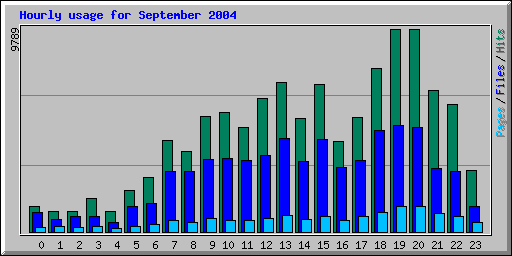 Hourly usage for September 2004
9789
Pages / Files / Hits
0 1 2 3 4 5 6 7 8 9 10 11 12 13 14 15 16 17 18 19 20 21 22 23